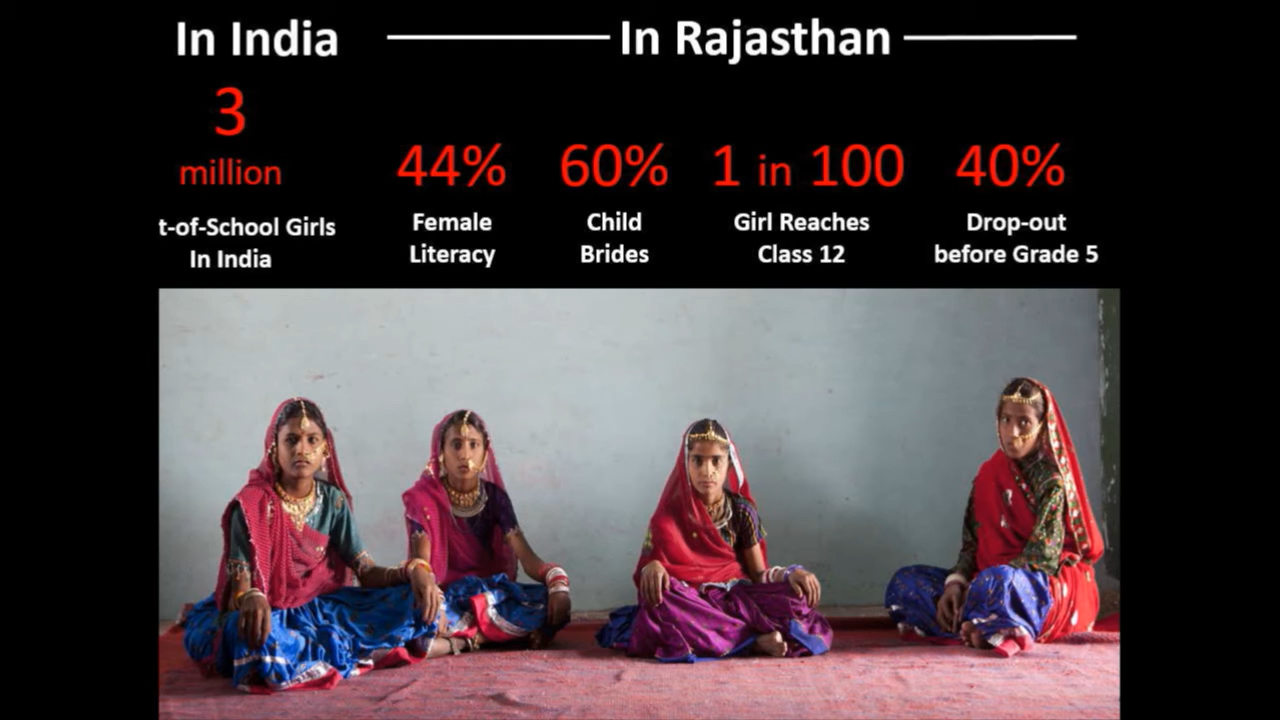 In India
In Rajasthan
3
million
t-of-School Girls
In India
44%
Female
Literacy
60%
Child
Brides
1 in 100
Girl Reaches
Class 12
40%
Drop-out
before Grade 5